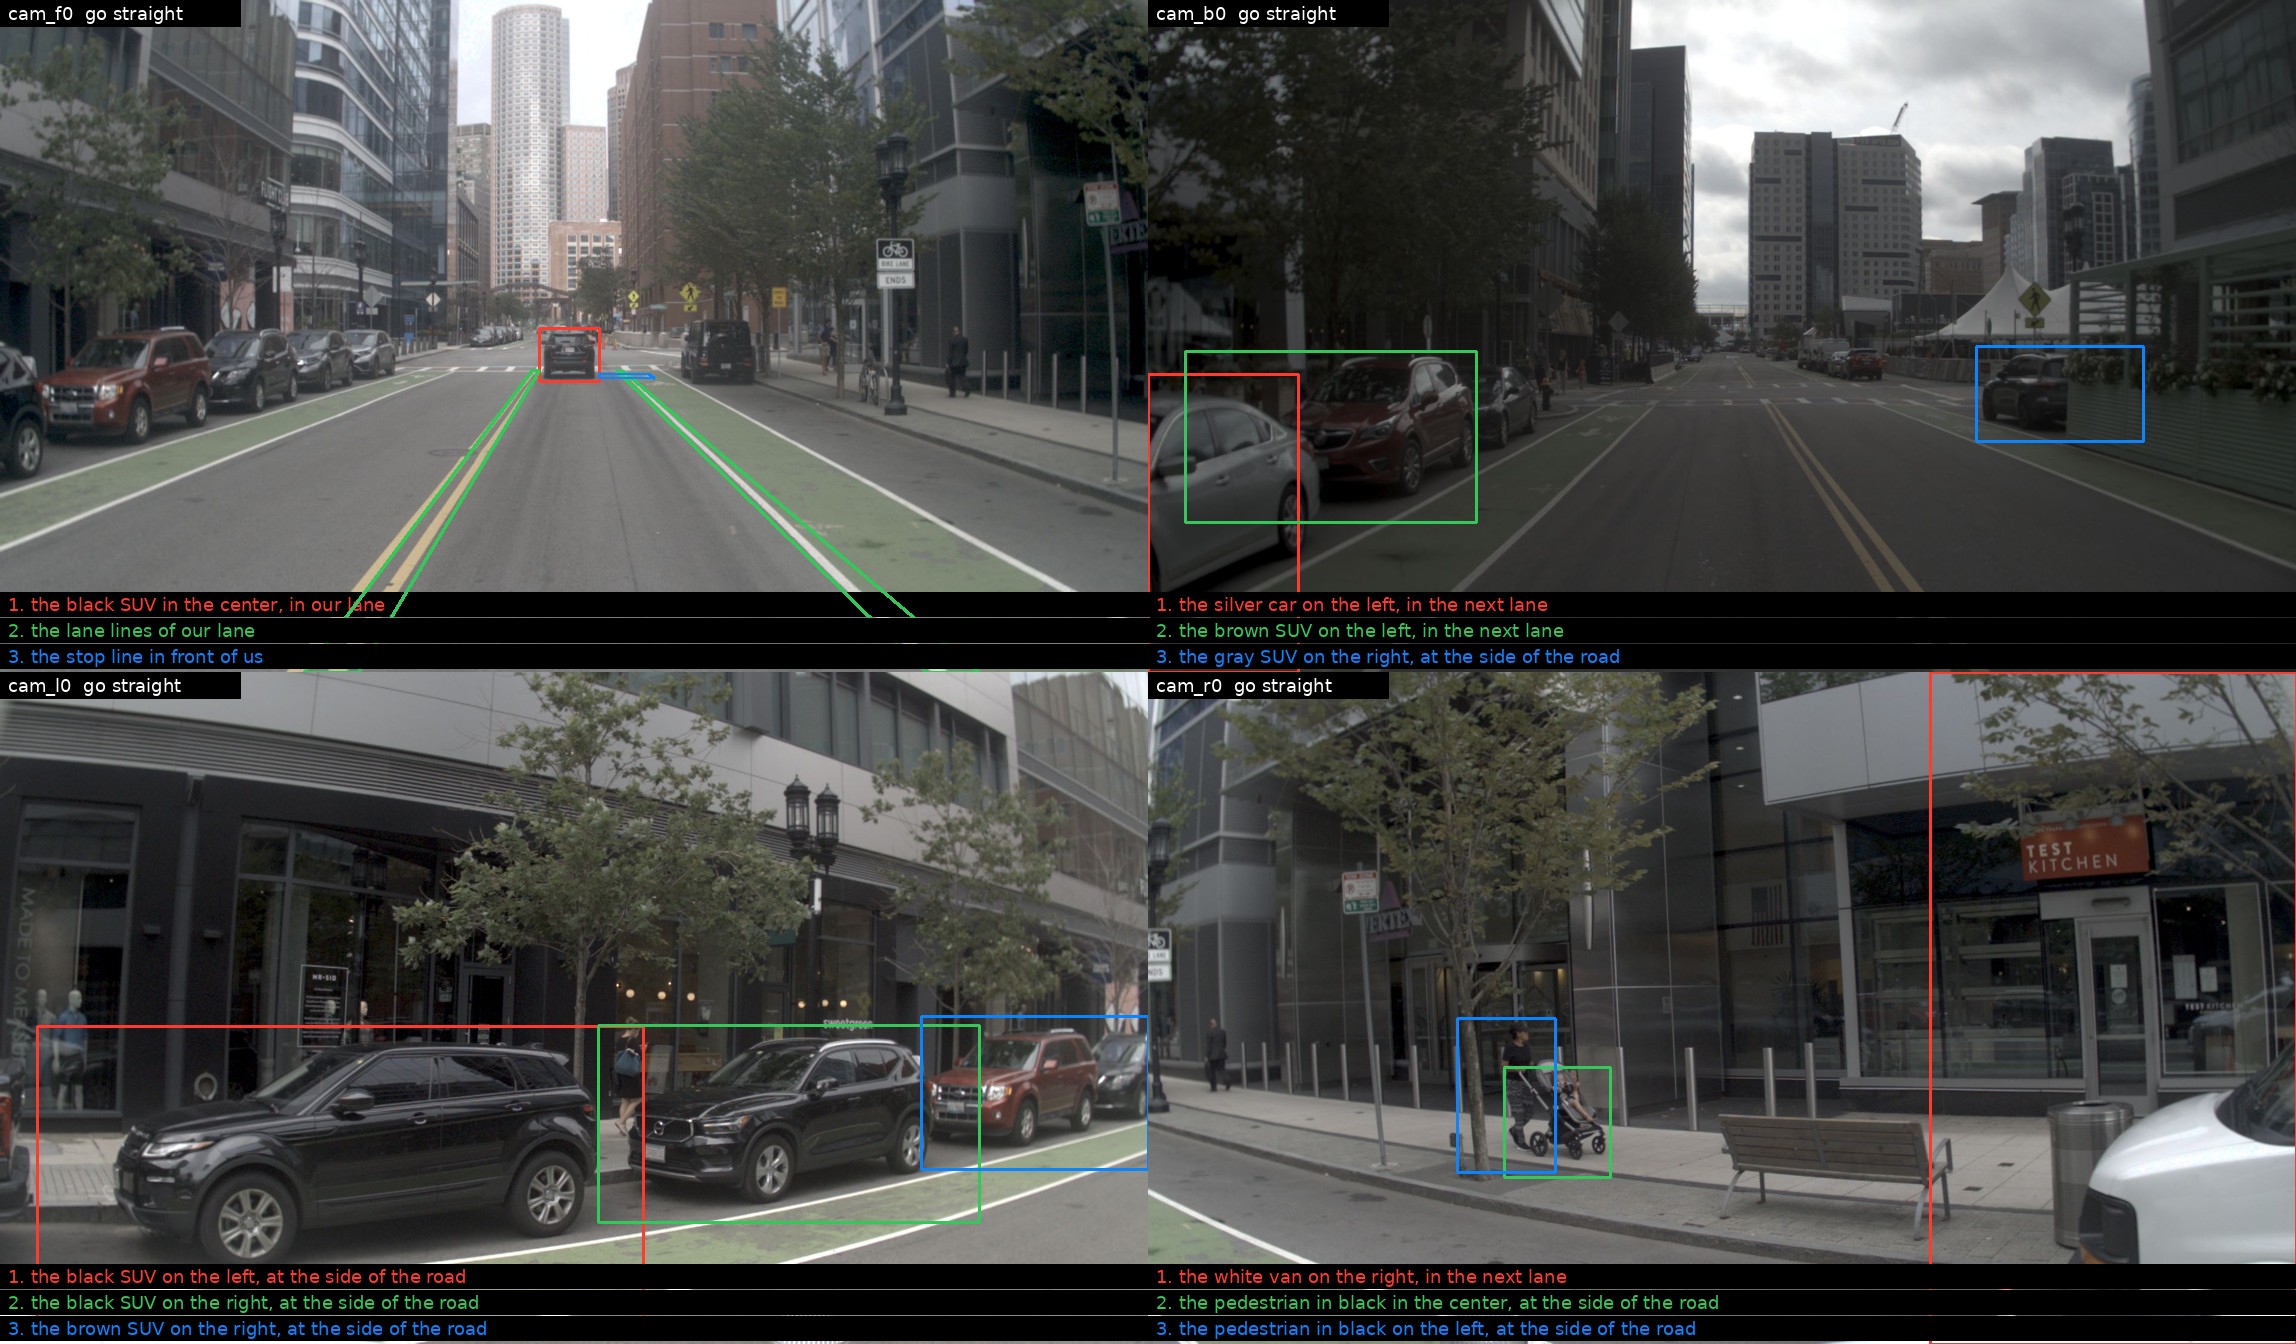 cam_f0 go straight
BIKE LANE
ENDS
1. the black SUV in the center, in our lane
2. the lane lines of our lane
3. the stop line in front of us
cam_b0 go straight
1. the silver car on the left, in the next lane
2. the brown SUV on the left, in the next lane
3. the gray SUV on the right, at the side of the road
cam_l0 go straight
MADE TO ME
MR-SID
sweetgreen
1. the black SUV on the left, at the side of the road
2. the black SUV on the right, at the side of the road
3. the brown SUV on the right, at the side of the road
cam_r0 go straight
TEST
KITCHEN
TEST KITCHEN
1. the white van on the right, in the next lane
2. the pedestrian in black in the center, at the side of the road
3. the pedestrian in black on the left, at the side of the road